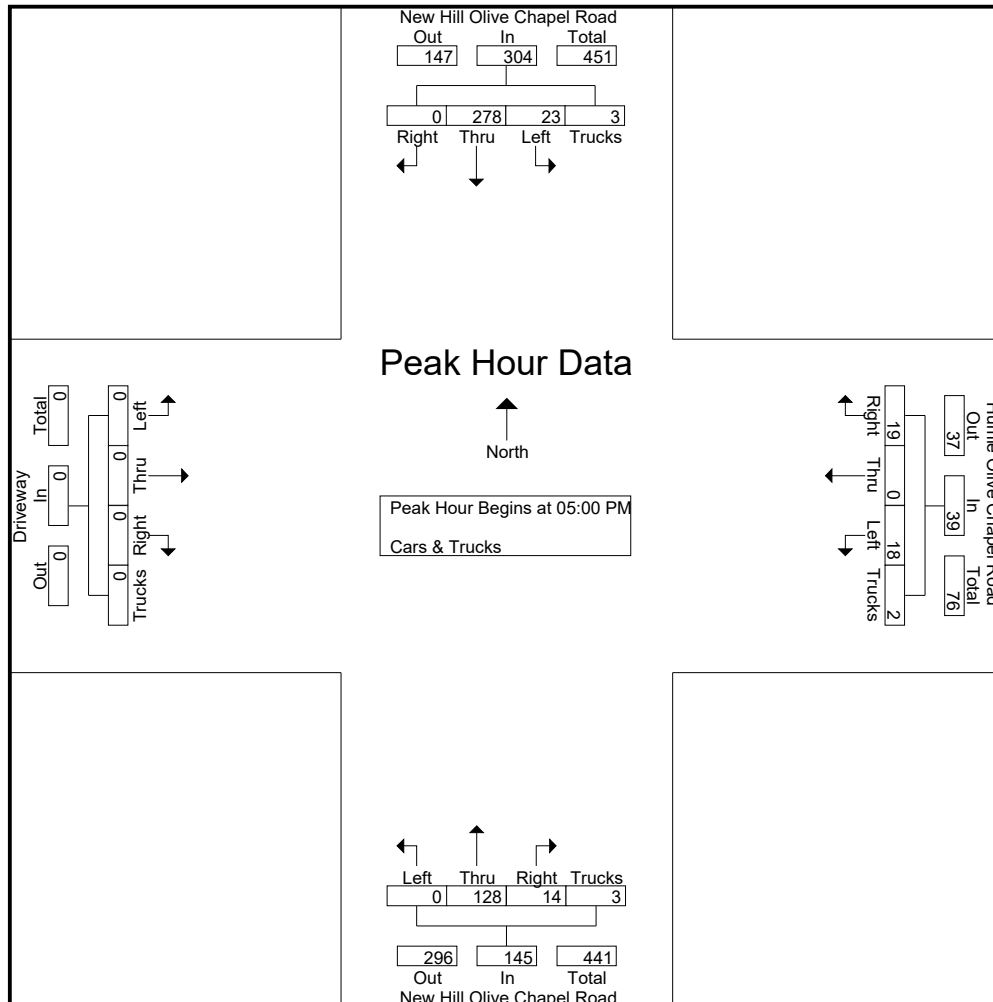 New Hill Olive Chapel Road
Out In Total
147 304 451
0 278 23 3
Right Thru Left Trucks
Peak Hour Data
North
Peak Hour Begins at 05:00 PM
Cars & Trucks
Driveway
Out In Total
0 0 0
0 0 0 0
Trucks Right Thru Left
Olive Chapel Road
Out In Total
37 39 76
19 0 18 2
Right Thru Left Trucks
Left Thru Right Trucks
0 128 14 3
296 145 441
Out In Total
New Hill Olive Chapel Road